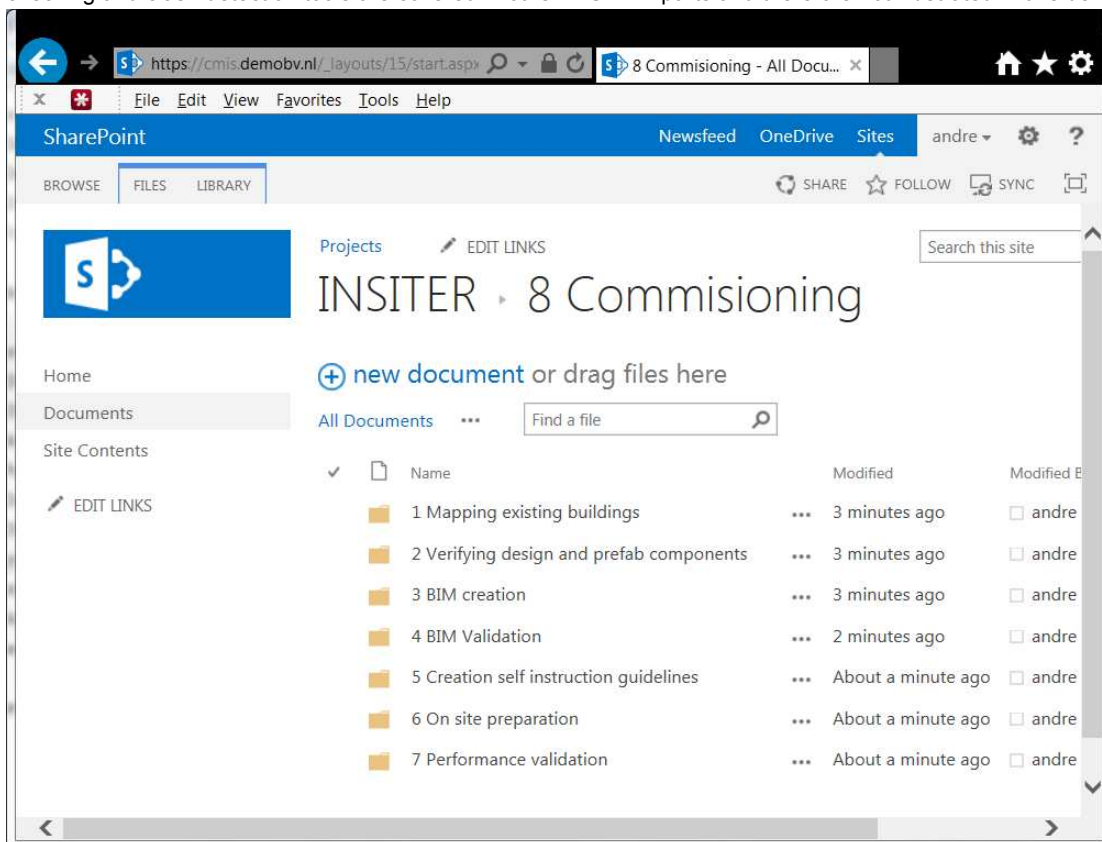 https://cmis.demobv.nl/_layouts/15/start.aspx 8 Commisioning - All Docu...
x File Edit View Favorites Tools Help
SharePoint Newsfeed OneDrive Sites andre ?
BROWSE FILES LIBRARY SHARE FOLLOW SYNC
Projects EDIT LINKS Search this site
INSITER 8 Commisioning
Home new document or drag files here
Documents All Documents ... Find a file
Site Contents
Name Modified Modified
EDIT LINKS 1 Mapping existing buildings ... 3 minutes ago andre
2 Verifying design and prefab components ... 3 minutes ago andre
3 BIM creation ... 3 minutes ago andre
4 BIM Validation ... 2 minutes ago andre
5 Creation self instruction guidelines ... About a minute ago andre
6 On site preparation ... About a minute ago andre
7 Performance validation ... About a minute ago andre